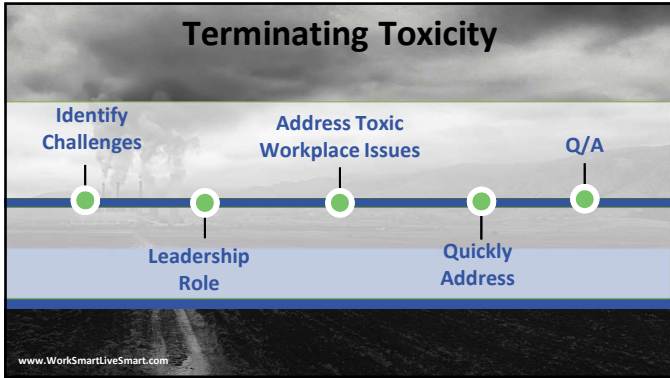 Terminating Toxicity
Identify
Challenges
Leadership
Role
Address Toxic
Workplace Issues
Quickly
Address
Q/A
www.WorkSmartLiveSmart.com